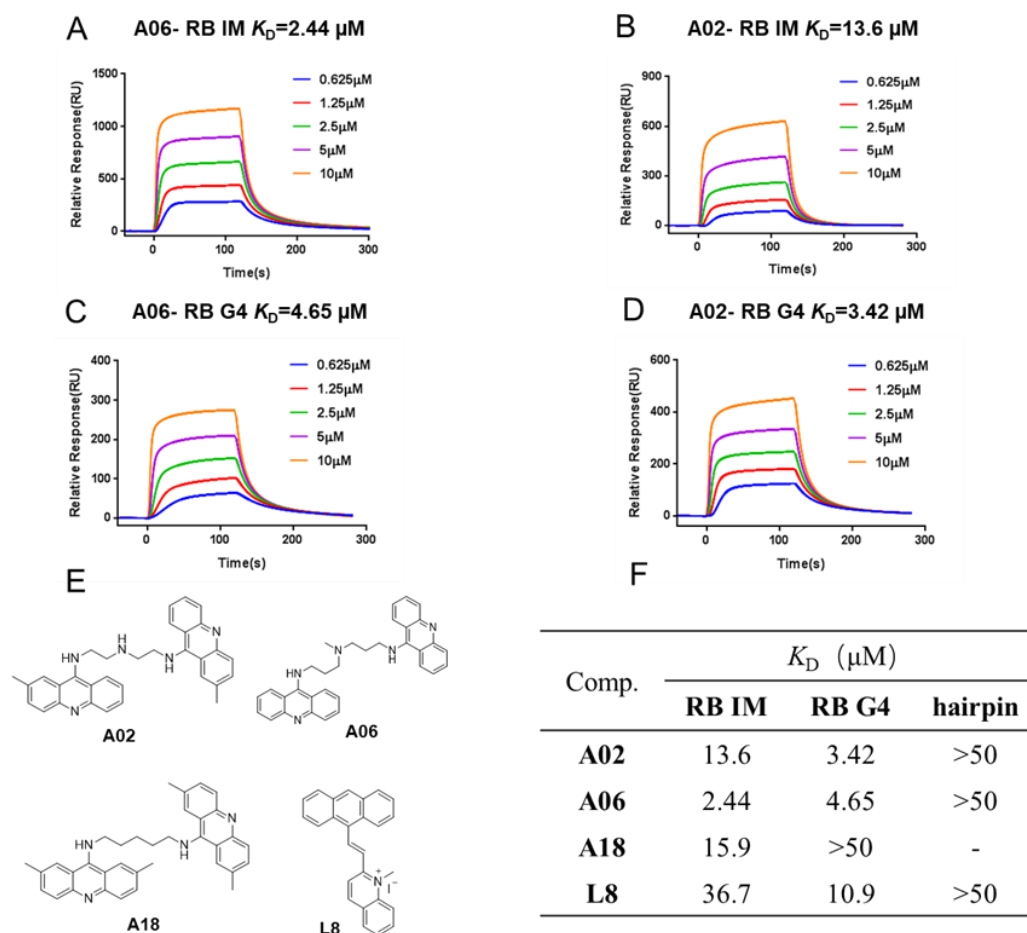 A
A06- RB IM KD=2.44 μM
Relative Response(RU)
1500
1000
500
0
0
100
200
300
Time(s)
0.625μM
1.25μM
2.5μM
5μM
10μM
B
A02- RB IM KD=13.6 μM
Relative Response(RU)
900
600
300
0
0
100
200
300
Time(s)
0.625μM
1.25μM
2.5μM
5μM
10μM
C
A06- RB G4 KD=4.65 μM
Relative Response(RU)
400
300
200
100
0
0
100
200
300
Time(s)
0.625μM
1.25μM
2.5μM
5μM
10μM
D
A02- RB G4 KD=3.42 μM
Relative Response(RU)
600
400
200
0
0
100
200
300
Time(s)
0.625μM
1.25μM
2.5μM
5μM
10μM
E
HN
H
N
HN
N
N
A02
N
HN
N
HN
N
A06
HN
HN
N
N
A18
N+
I−
L8
F
Comp.
KD（μM）
RB IM RB G4 hairpin
A02 13.6 3.42 >50
A06 2.44 4.65 >50
A18 15.9 >50 -
L8 36.7 10.9 >50